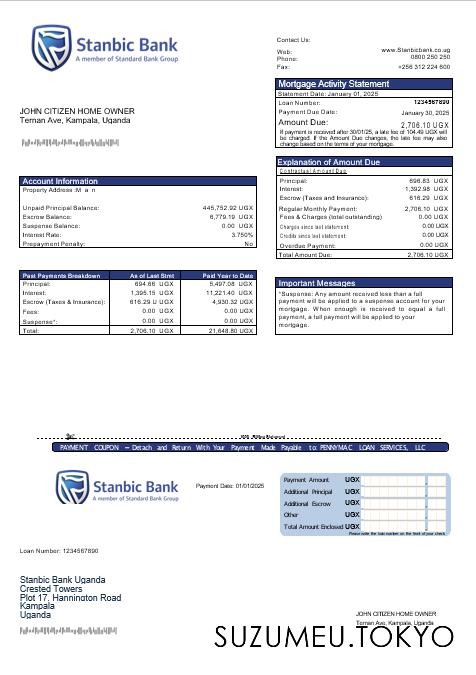 Stanbic Bank
A member of Standard Bank Group
Contact Us:
Web: www.Stanbicbank.co.ug
Phone: 0800 250 250
Fax: +256 312 224 600
Mortgage Activity Statement
Statement Date: January 01, 2025
Loan Number: 1234567890
Payment Due Date: January 30, 2025
Amount Due: 2,706.10 UGX
If payment is received after 30/01/25, a late fee of 104.49 UGX will
be charged. If the Amount Due changes, the late fee may also
change based on the terms of your mortgage.
JOHN CITIZEN HOME OWNER
Ternan Ave, Kampala, Uganda
Explanation of Amount Due
Contractual Amount Due
Principal: 696.83 UGX
Interest: 1,392.98 UGX
Escrow (Taxes and Insurance): 616.29 UGX
Regular Monthly Payment: 2,706.10 UGX
Fees & Charges (total outstanding) 0.00 UGX
Charges since last statement: 0.00 UGX
Credits since last statement: 0.00 UGX
Overdue Payment: 0.00 UGX
Total Amount Due: 2,706.10 UGX
Account Information
Property Address: M a n
Unpaid Principal Balance: 445,752.92 UGX
Escrow Balance: 6,779.19 UGX
Suspense Balance: 0.00 UGX
Interest Rate: 3.750%
Prepayment Penalty: No
Past Payments Breakdown As of Last Stmt Paid Year to Date
Principal: 694.66 UGX 5,497.08 UGX
Interest: 1,395.15 UGX 11,221.40 UGX
Escrow (Taxes & Insurance): 616.29 U GX 4,930.32 UGX
Fees: 0.00 UGX 0.00 UGX
Suspense*: 0.00 UGX 0.00 UGX
Total: 2,706.10 UGX 21,648.80 UGX
Important Messages
*Suspense: Any amount received less than a full
payment will be applied to a suspense account for your
mortgage. When enough is received to equal a full
payment, a full payment will be applied to your
mortgage.
PAYMENT COUPON – Detach and Return With Your Payment Made Payable to: PENNYMAC LOAN SERVICES, LLC
Stanbic Bank
A member of Standard Bank Group
Payment Date: 01/01/2025
Payment Amount UGX
Additional Principal UGX
Additional Escrow UGX
Other UGX
Total Amount Enclosed UGX
Please write the loan number on the front of your check
Loan Number: 1234567890
Stanbic Bank Uganda
Crested Towers
Plot 17, Hannington Road
Kampala
Uganda
JOHN CITIZEN HOME OWNER
Ternan Ave, Kampala, Uganda
SUZUMEU.TOKYO